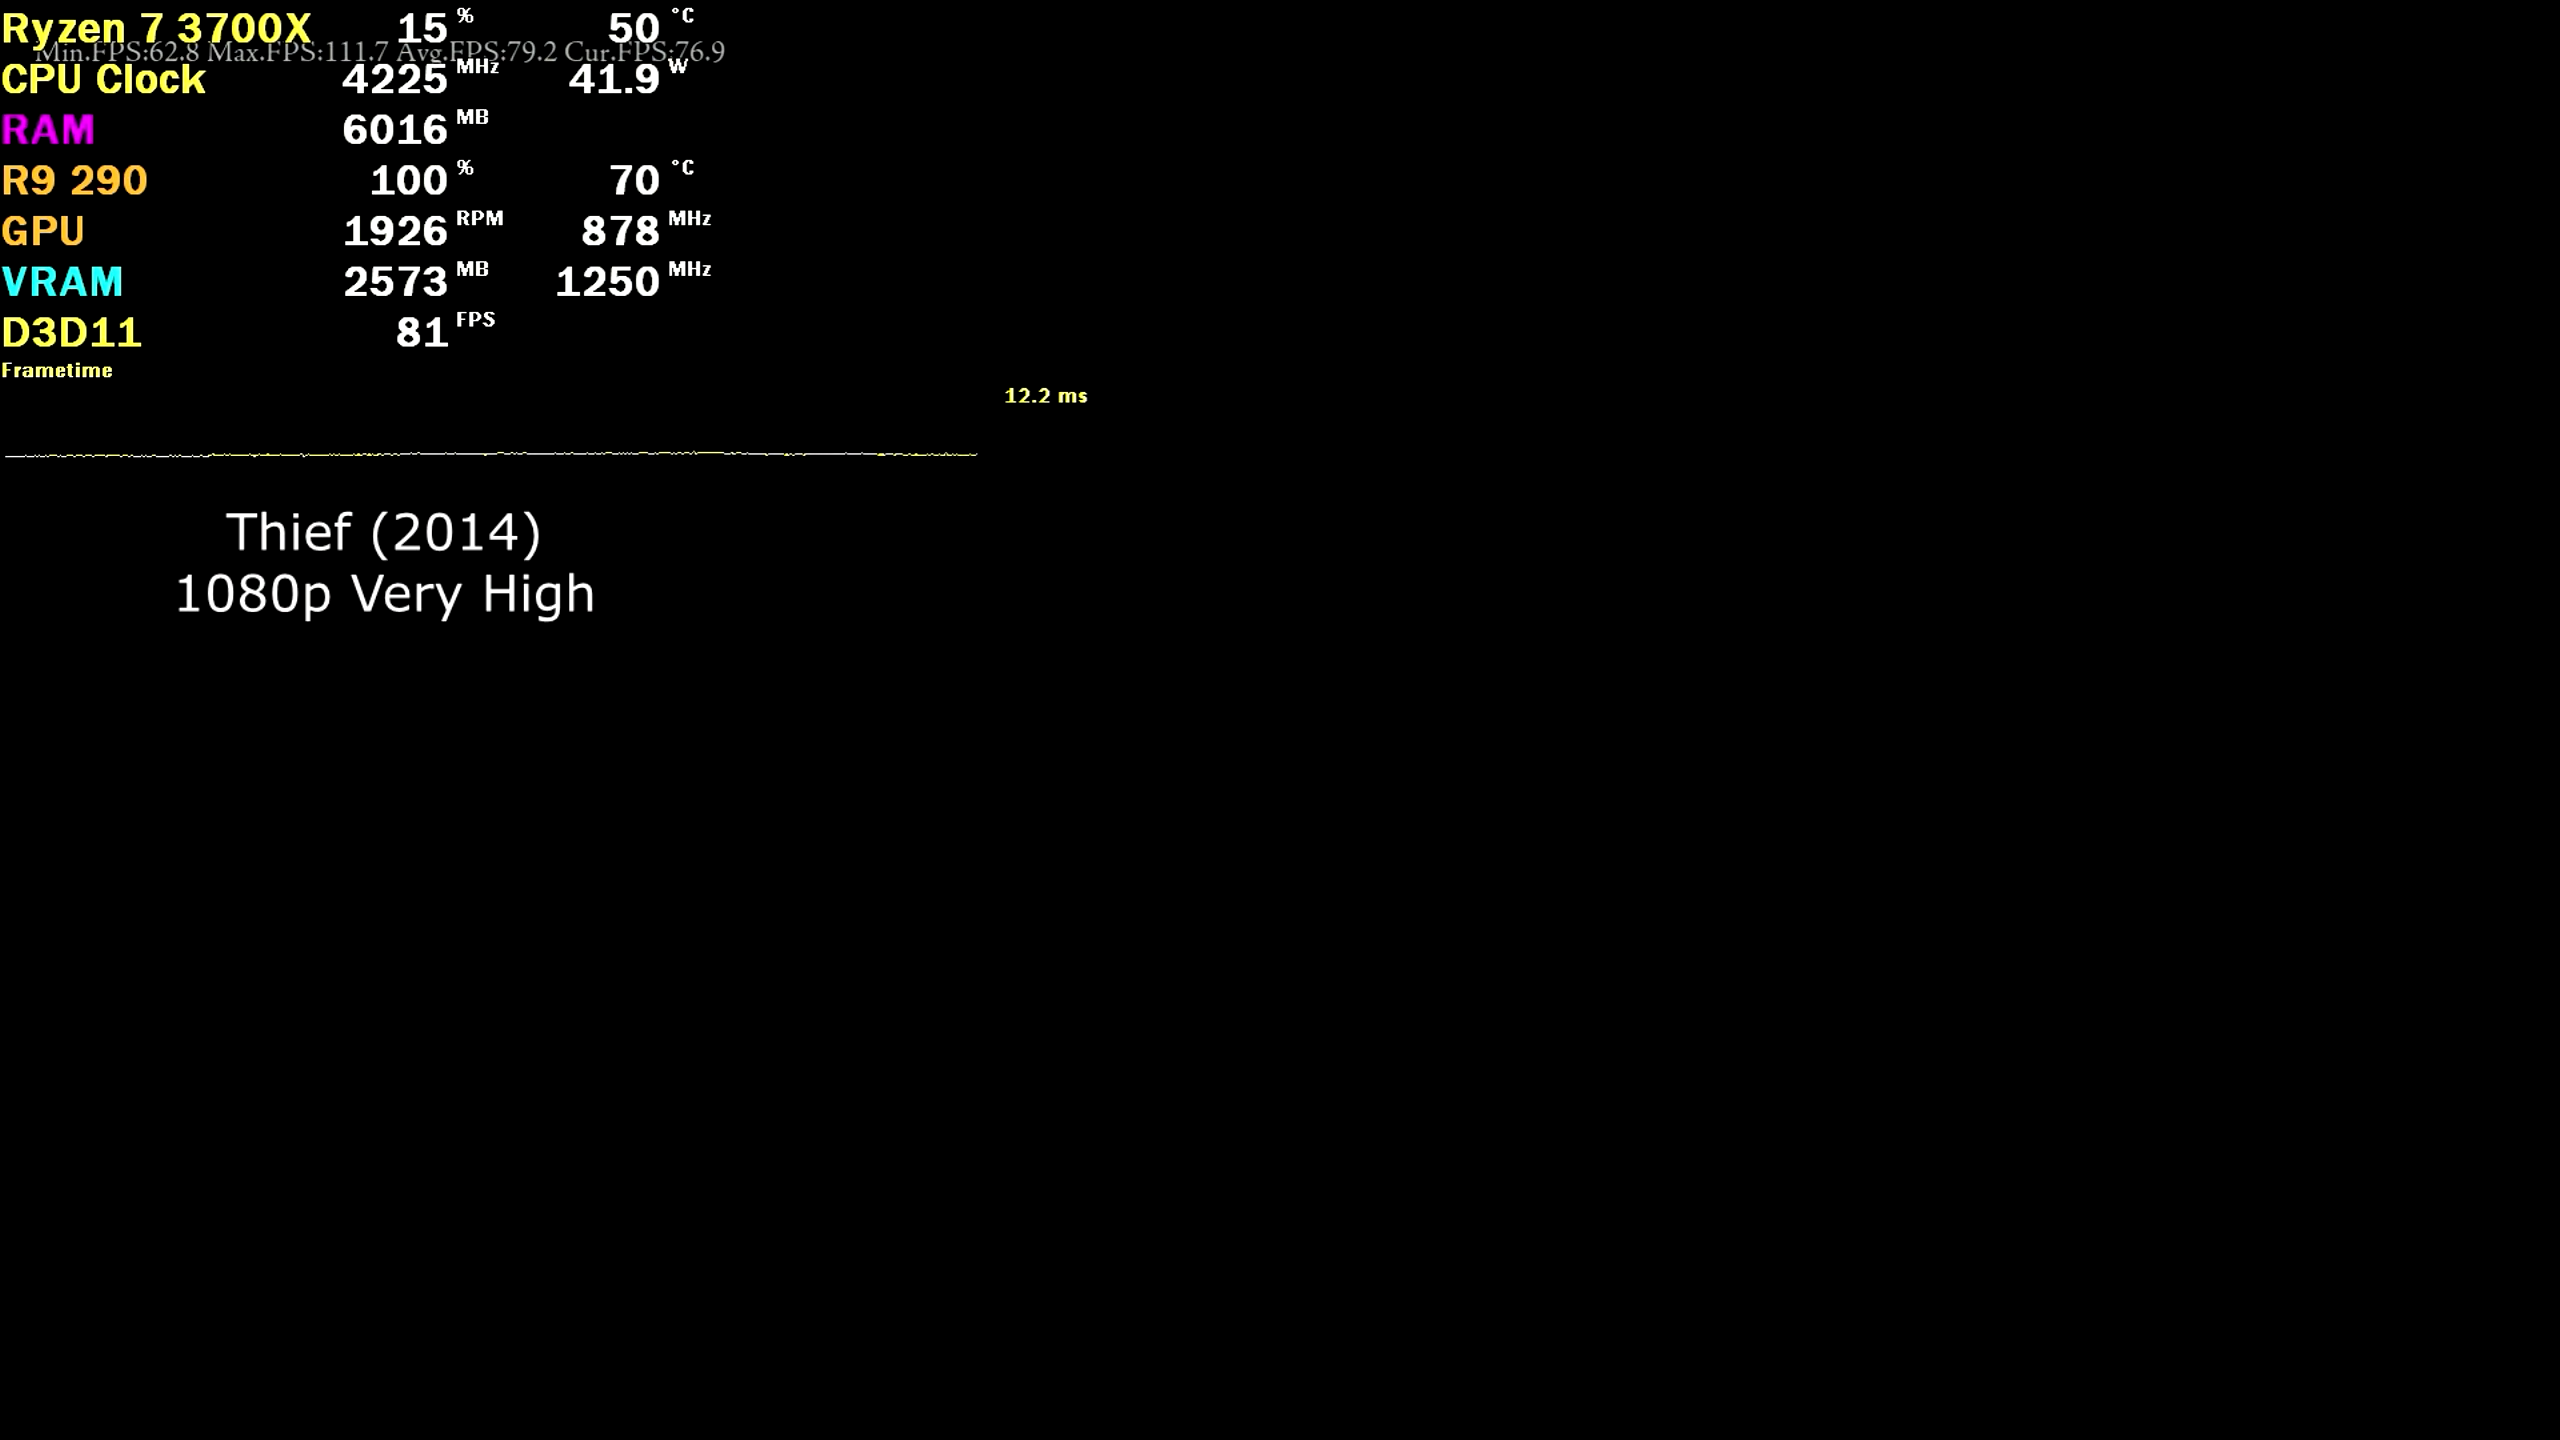 Ryzen 7 3700X 15 % 50 °C
Min.FPS:62.8 Max.FPS:111.7 Avg.FPS:79.2 Cur.FPS:76.9
CPU Clock 4225 MHz 41.9 W
RAM 6016 MB
R9 290 100 % 70 °C
GPU 1926 RPM 878 MHz
VRAM 2573 MB 1250 MHz
D3D11 81 FPS
Frametime
12.2 ms
Thief (2014)
1080p Very High